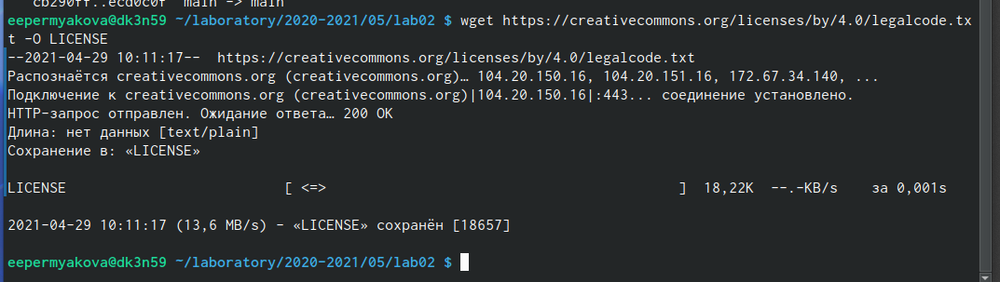 cb290ff..ecd0c0f  main -> main
eepermyakova@dk3n59 ~/laboratory/2020-2021/05/lab02 $ wget https://creativecommons.org/licenses/by/4.0/legalcode.tx
t -O LICENSE
--2021-04-29 10:11:17--  https://creativecommons.org/licenses/by/4.0/legalcode.txt
Распознаётся creativecommons.org (creativecommons.org)… 104.20.150.16, 104.20.151.16, 172.67.34.140, ...
Подключение к creativecommons.org (creativecommons.org)|104.20.150.16|:443... соединение установлено.
HTTP-запрос отправлен. Ожидание ответа… 200 OK
Длина: нет данных [text/plain]
Сохранение в: «LICENSE»
LICENSE                       [ <=>                                                ]  18,22K  --.-KB/s    за 0,001s
2021-04-29 10:11:17 (13,6 MB/s) - «LICENSE» сохранён [18657]
eepermyakova@dk3n59 ~/laboratory/2020-2021/05/lab02 $